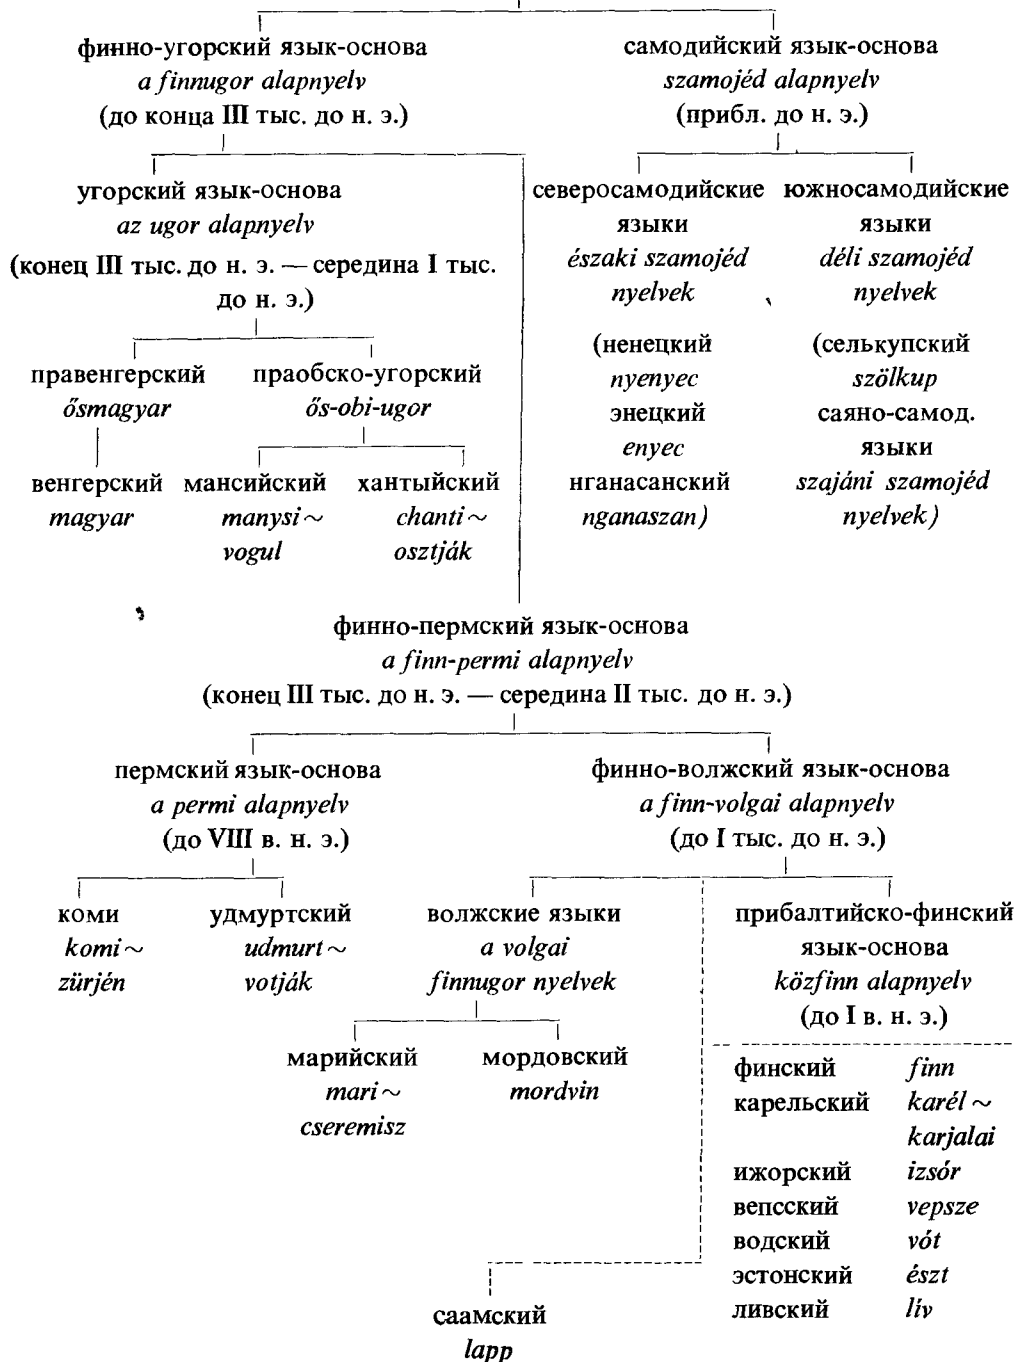 финно-угорский язык-основа
a finnugor alapnyelv
(до конца III тыс. до н. э.)
самодийский язык-основа
szamojéd alapnyelv
(прибл. до н. э.)
угорский язык-основа
az ugor alapnyelv
(конец III тыс. до н. э. — середина I тыс.
до н. э.)
северосамодийские
языки
északi szamojéd
nyelvek
(ненецкий
nyenyec
энецкий
enyec
нганасанский
nganaszan)
южносамодийские
языки
déli szamojéd
nyelvek
(селькупский
szölkup
саяно-самод.
языки
szajáni szamojéd
nyelvek)
правенгерский
ősmagyar
праобско-угорский
ős-obi-ugor
венгерский
magyar
мансийский
manysi~
vogul
хантыйский
chanti~
osztják
финно-пермский язык-основа
a finn-permi alapnyelv
(конец III тыс. до н. э. — середина II тыс. до н. э.)
пермский язык-основа
a permi alapnyelv
(до VIII в. н. э.)
финно-волжский язык-основа
a finn-volgai alapnyelv
(до I тыс. до н. э.)
коми
komi~
zürjén
удмуртский
udmurt~
votják
волжские языки
a volgai
finnugor nyelvek
прибалтийско-финский
язык-основа
közfinn alapnyelv
(до I в. н. э.)
марийский
mari~
cseremisz
мордовский
mordvin
финский finn
карельский karél~
karjalai
ижорский izsór
вепсский vepsze
водский vót
эстонский észt
ливский lív
саамский
lapp